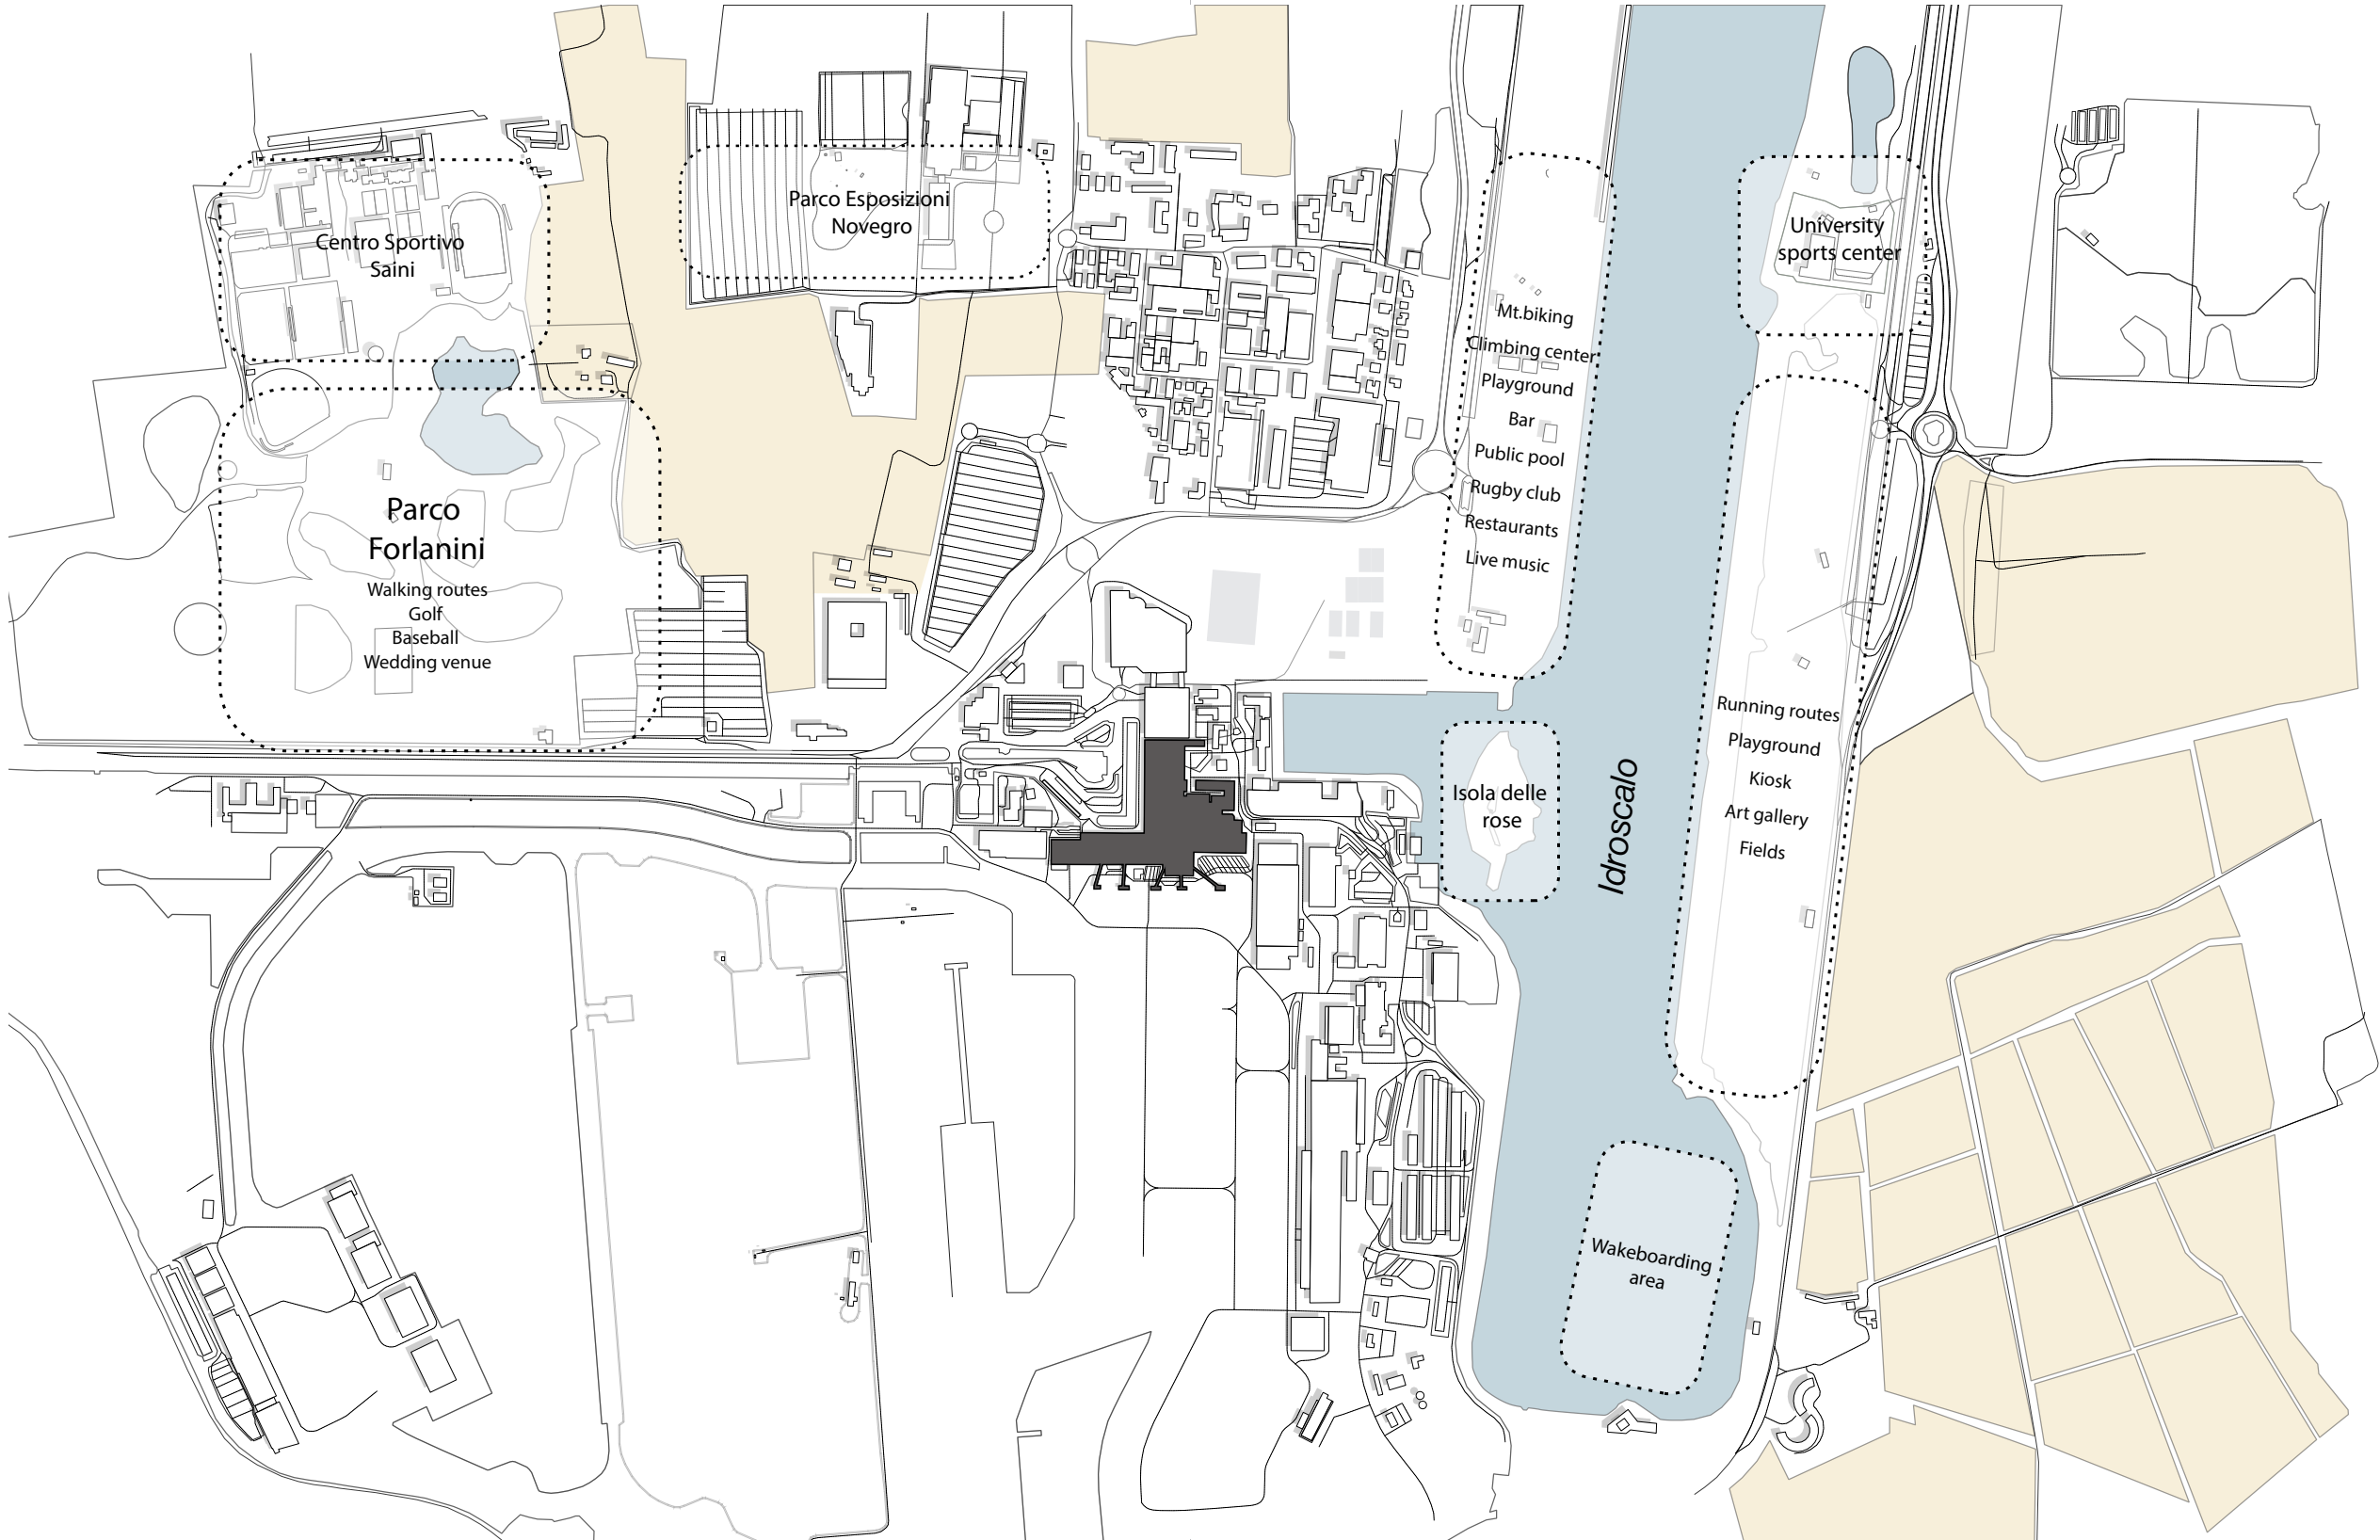 Centro Sportivo
Saini
Parco Esposizioni
Novegro
University
sports center
Mt.biking
Climbing center
Playground
Bar
Public pool
Rugby club
Restaurants
Live music
Parco
Forlanini
Walking routes
Golf
Baseball
Wedding venue
Isola delle
rose
Idroscalo
Running routes
Playground
Kiosk
Art gallery
Fields
Wakeboarding
area